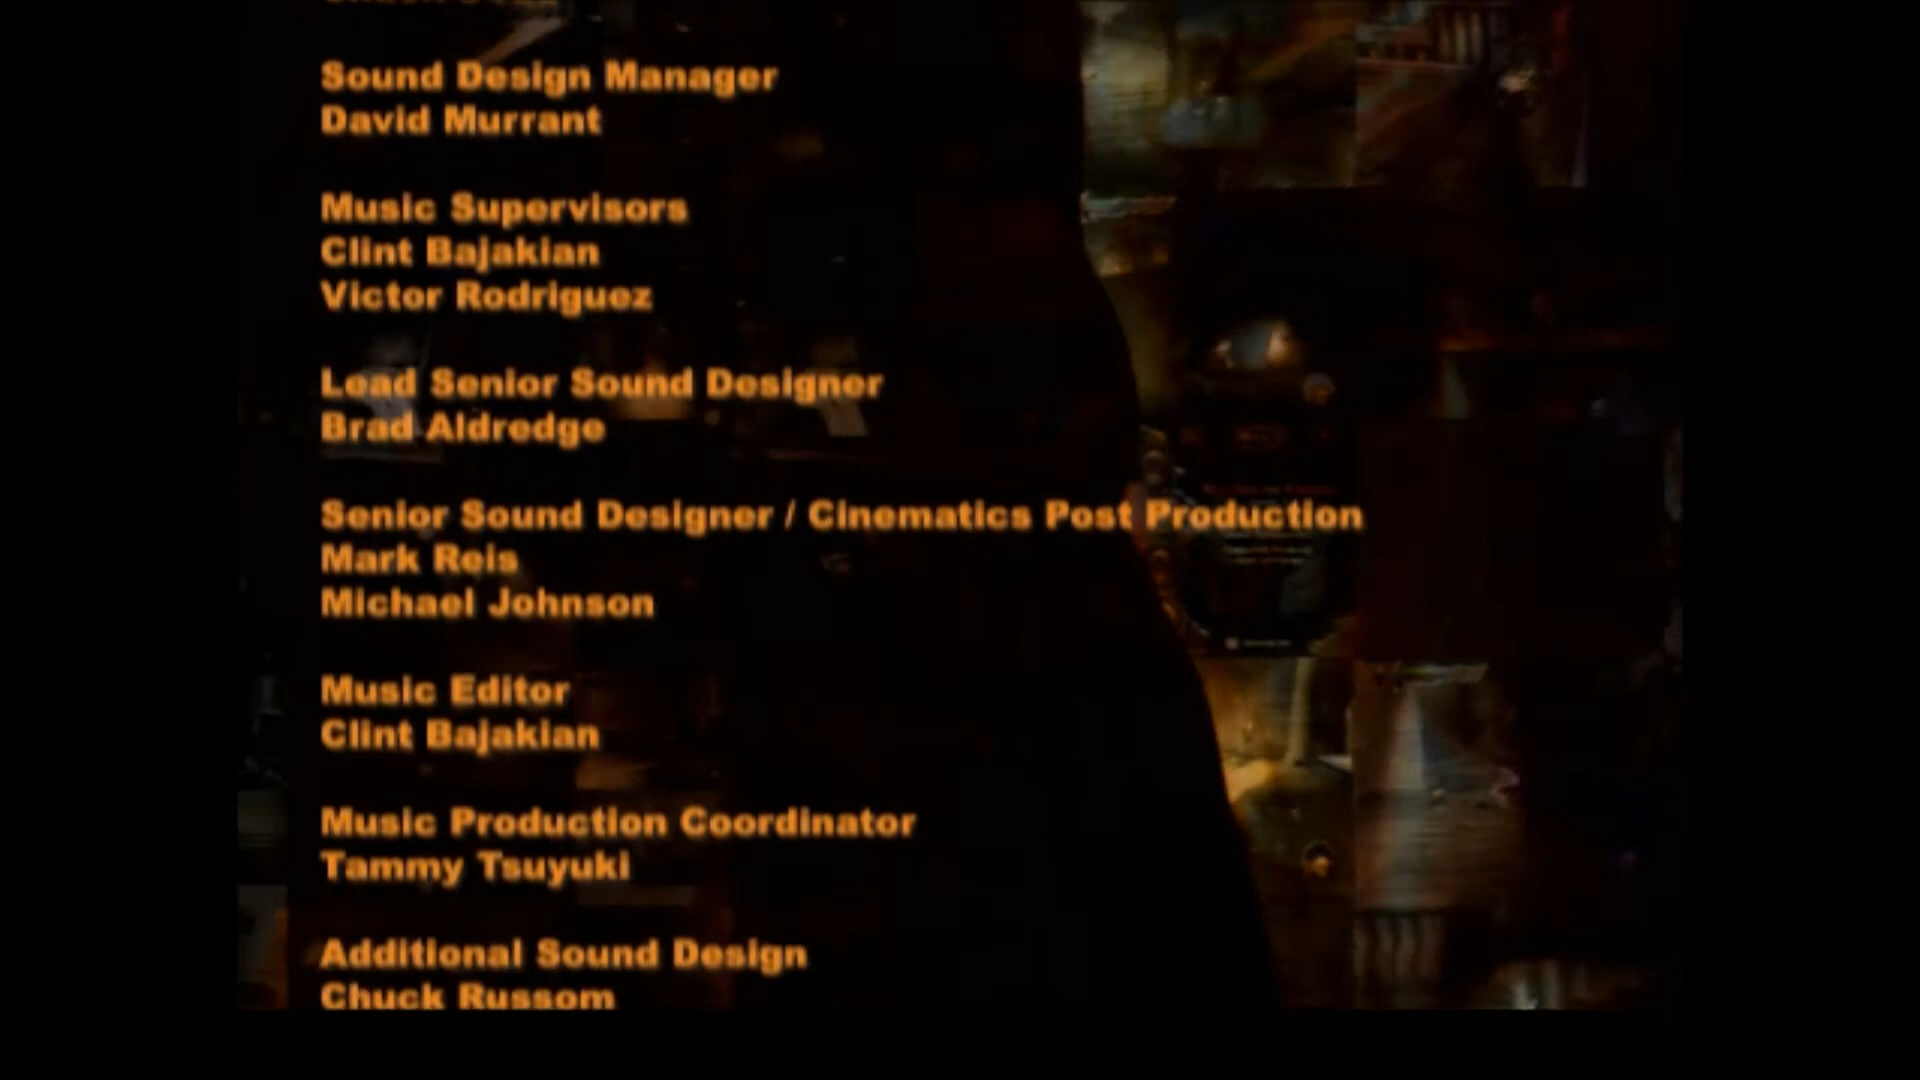 Sound Design Manager
David Murrant
Music Supervisors
Clint Bajakian
Victor Rodriguez
Lead Senior Sound Designer
Brad Aldredge
Senior Sound Designer / Cinematics Post Production
Mark Reis
Michael Johnson
Music Editor
Clint Bajakian
Music Production Coordinator
Tammy Tsuyuki
Additional Sound Design
Chuck Russom